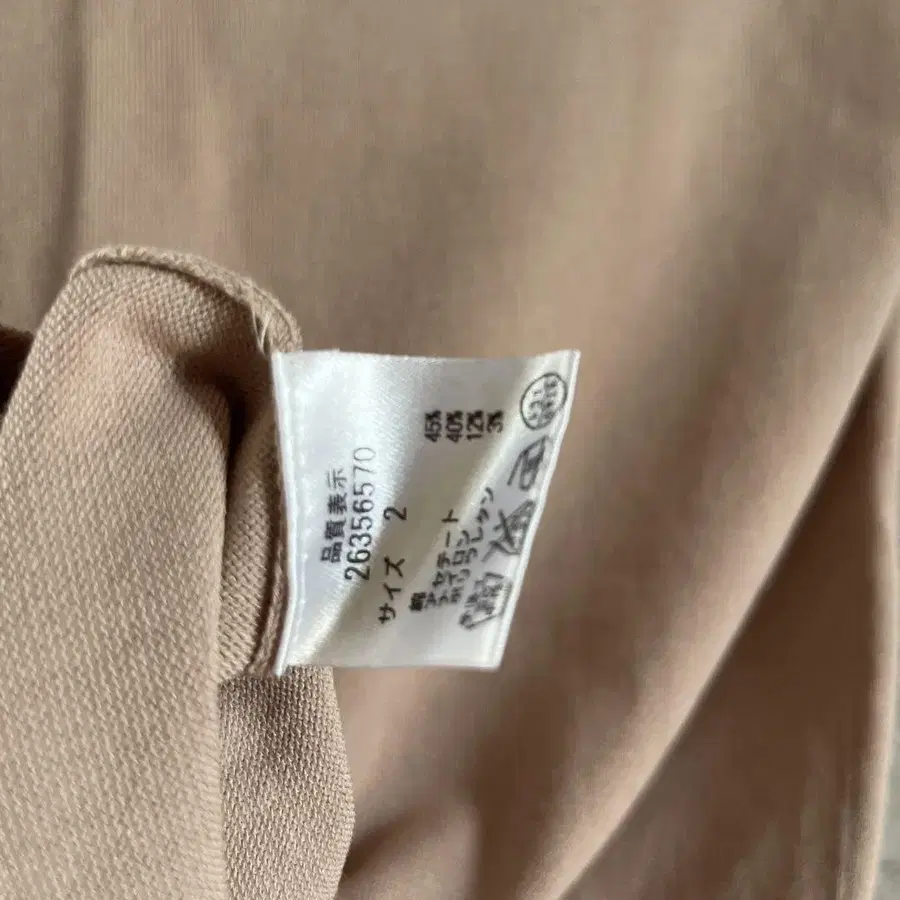 品質表示
26356570
サイズ 2
綿 45%
アセテート 40%
ナイロン 12%
ポリウレタン 3%